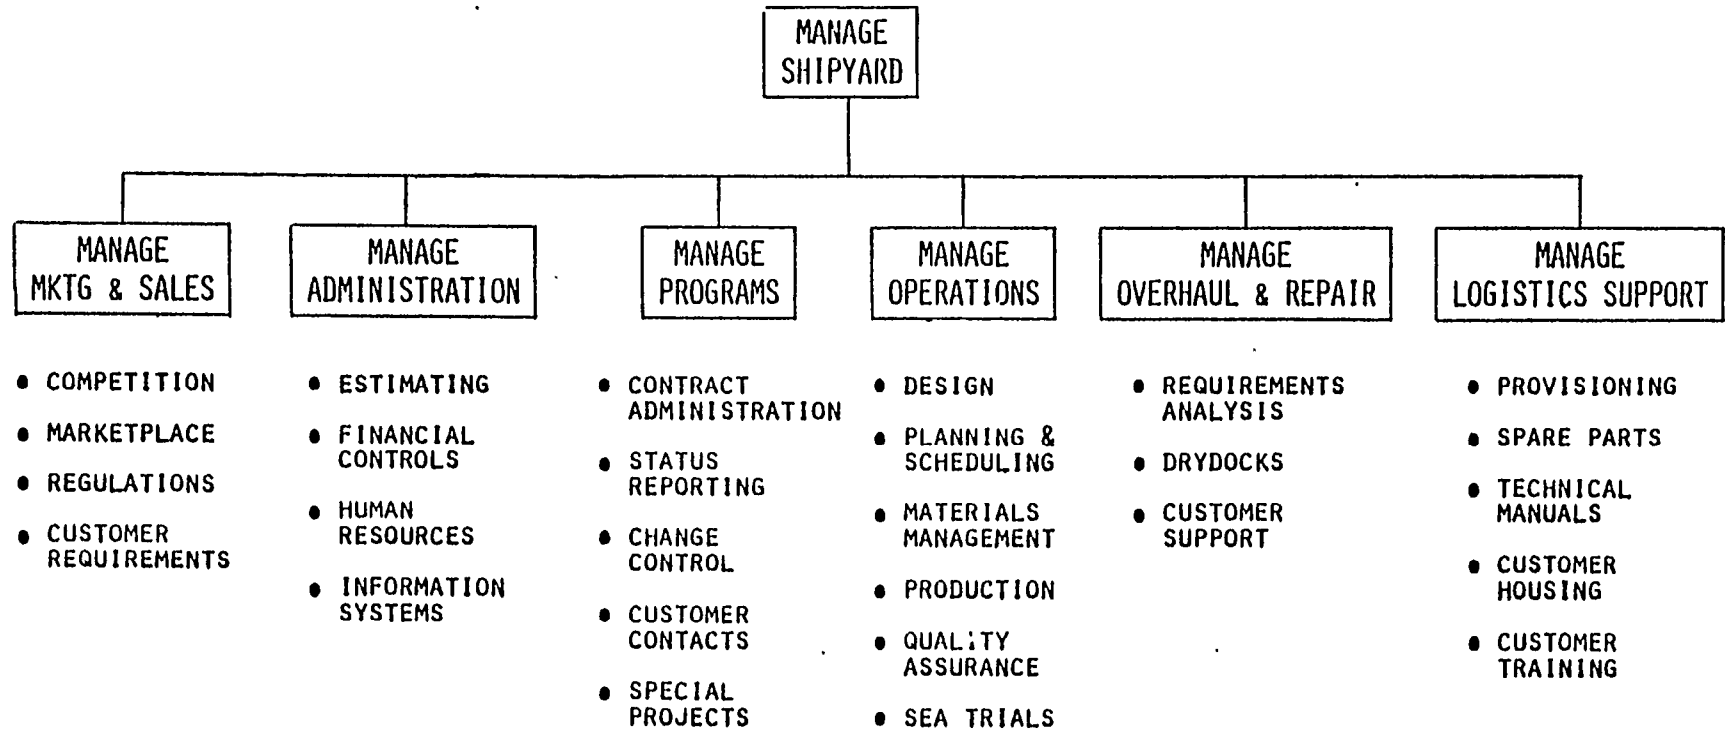 MANAGE
SHIPYARD
MANAGE
MKTG & SALES
MANAGE
ADMINISTRATION
MANAGE
PROGRAMS
MANAGE
OPERATIONS
MANAGE
OVERHAUL & REPAIR
MANAGE
LOGISTICS SUPPORT
• COMPETITION
• MARKETPLACE
• REGULATIONS
• CUSTOMER
REQUIREMENTS
• ESTIMATING
• FINANCIAL
CONTROLS
• HUMAN
RESOURCES
• INFORMATION
SYSTEMS
• CONTRACT
ADMINISTRATION
• STATUS
REPORTING
• CHANGE
CONTROL
• CUSTOMER
CONTACTS
• SPECIAL
PROJECTS
• DESIGN
• PLANNING &
SCHEDULING
• MATERIALS
MANAGEMENT
• PRODUCTION
• QUALITY
ASSURANCE
• SEA TRIALS
• REQUIREMENTS
ANALYSIS
• DRYDOCKS
• CUSTOMER
SUPPORT
• PROVISIONING
• SPARE PARTS
• TECHNICAL
MANUALS
• CUSTOMER
HOUSING
• CUSTOMER
TRAINING